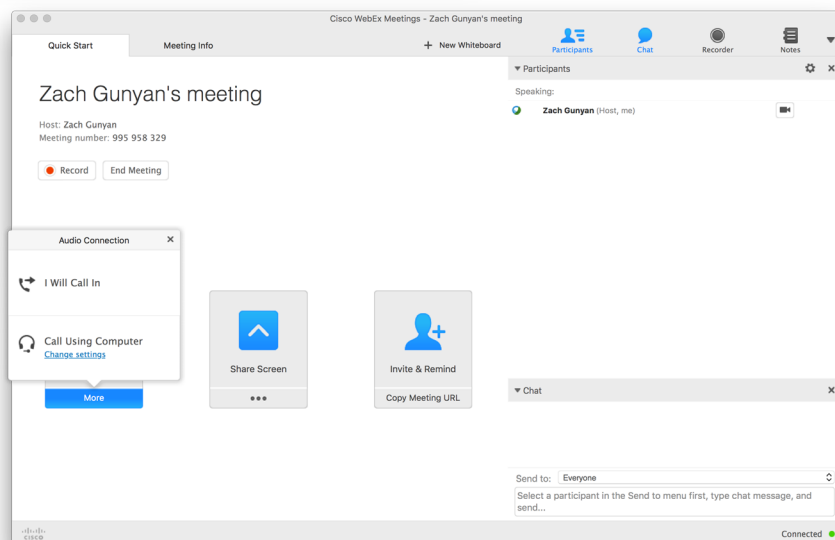 Cisco WebEx Meetings - Zach Gunyan's meeting
Quick Start
Meeting Info
+ New Whiteboard
Participants
Chat
Recorder
Notes
Zach Gunyan's meeting
Host: Zach Gunyan
Meeting number: 995 958 329
Record
End Meeting
Audio Connection
I Will Call In
Call Using Computer
Change settings
More
Share Screen
Invite & Remind
Copy Meeting URL
Participants
Speaking:
Zach Gunyan (Host, me)
Chat
Send to: Everyone
Select a participant in the Send to menu first, type chat message, and
send...
CISCO
Connected